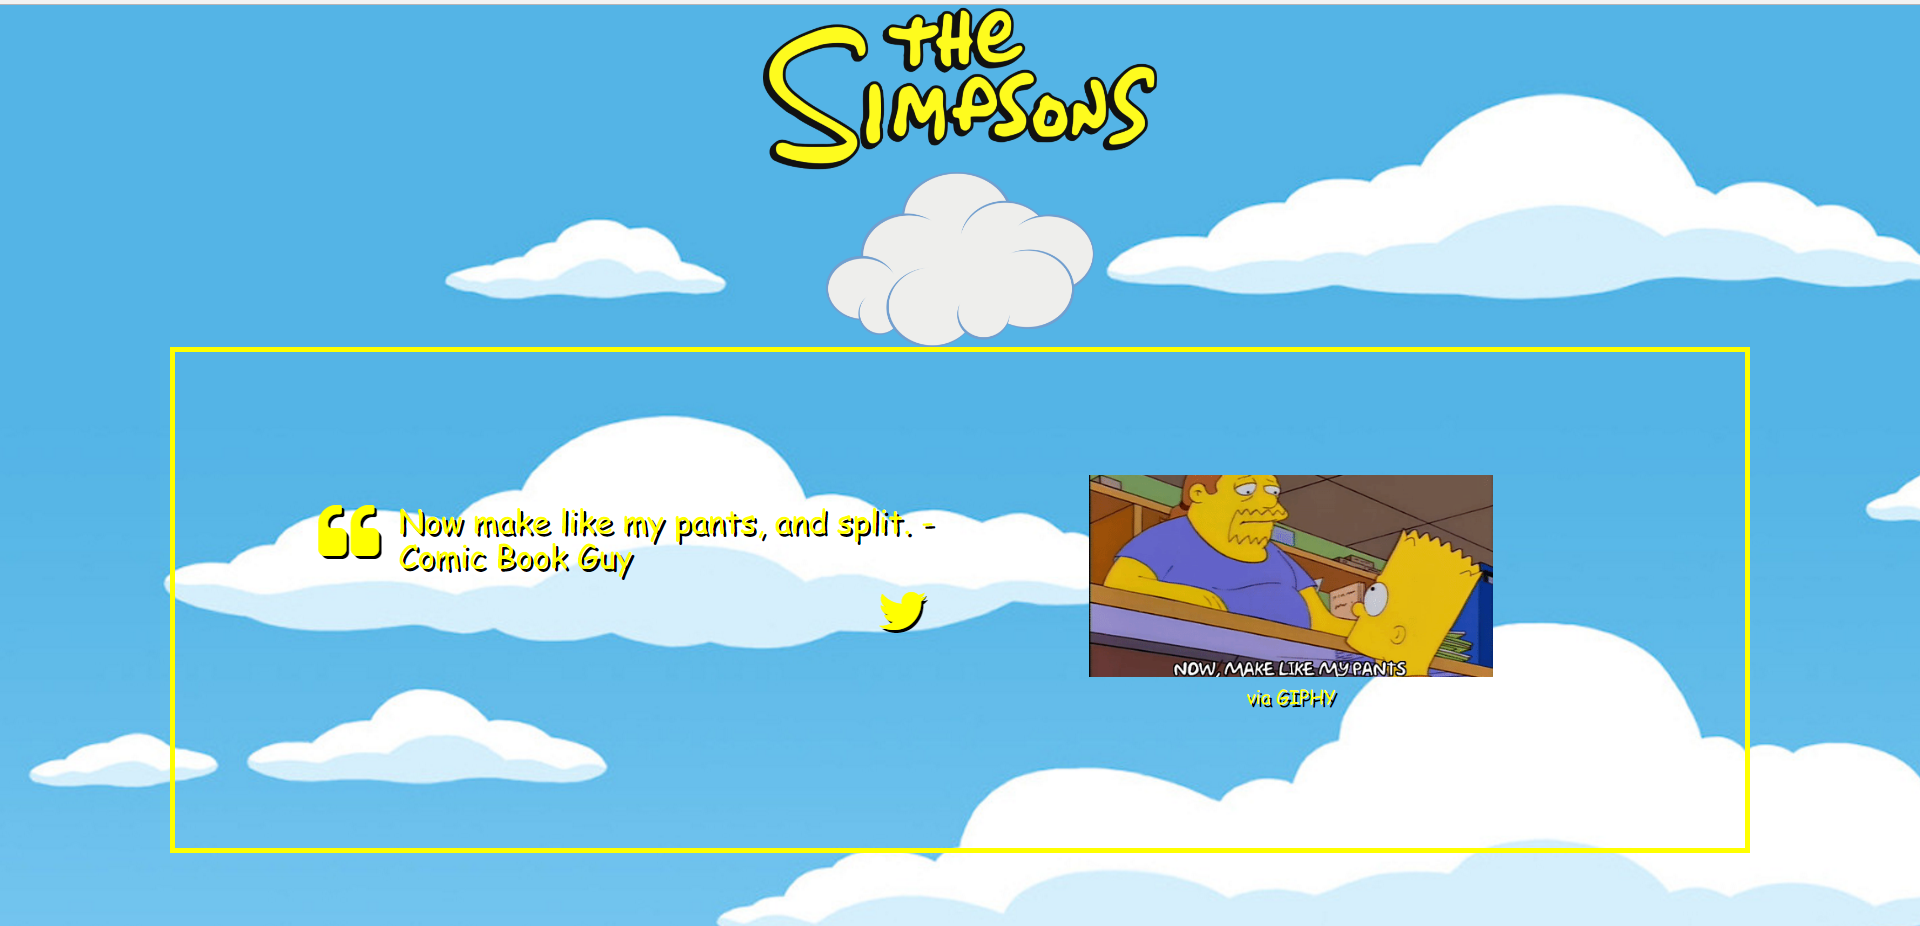 THE
SIMPSONS
Now make like my pants, and split. -
Comic Book Guy
NOW, MAKE LIKE MY PANTS
via GIPHY